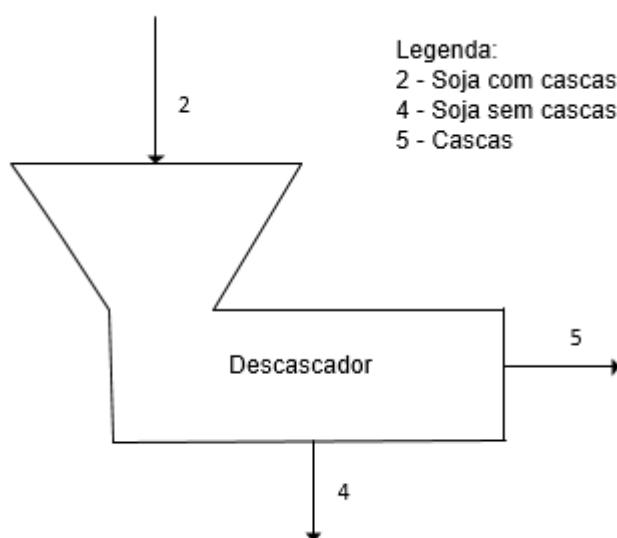 Legenda:
2 - Soja com cascas
4 - Soja sem cascas
5 - Cascas
2
Descascador
5
4